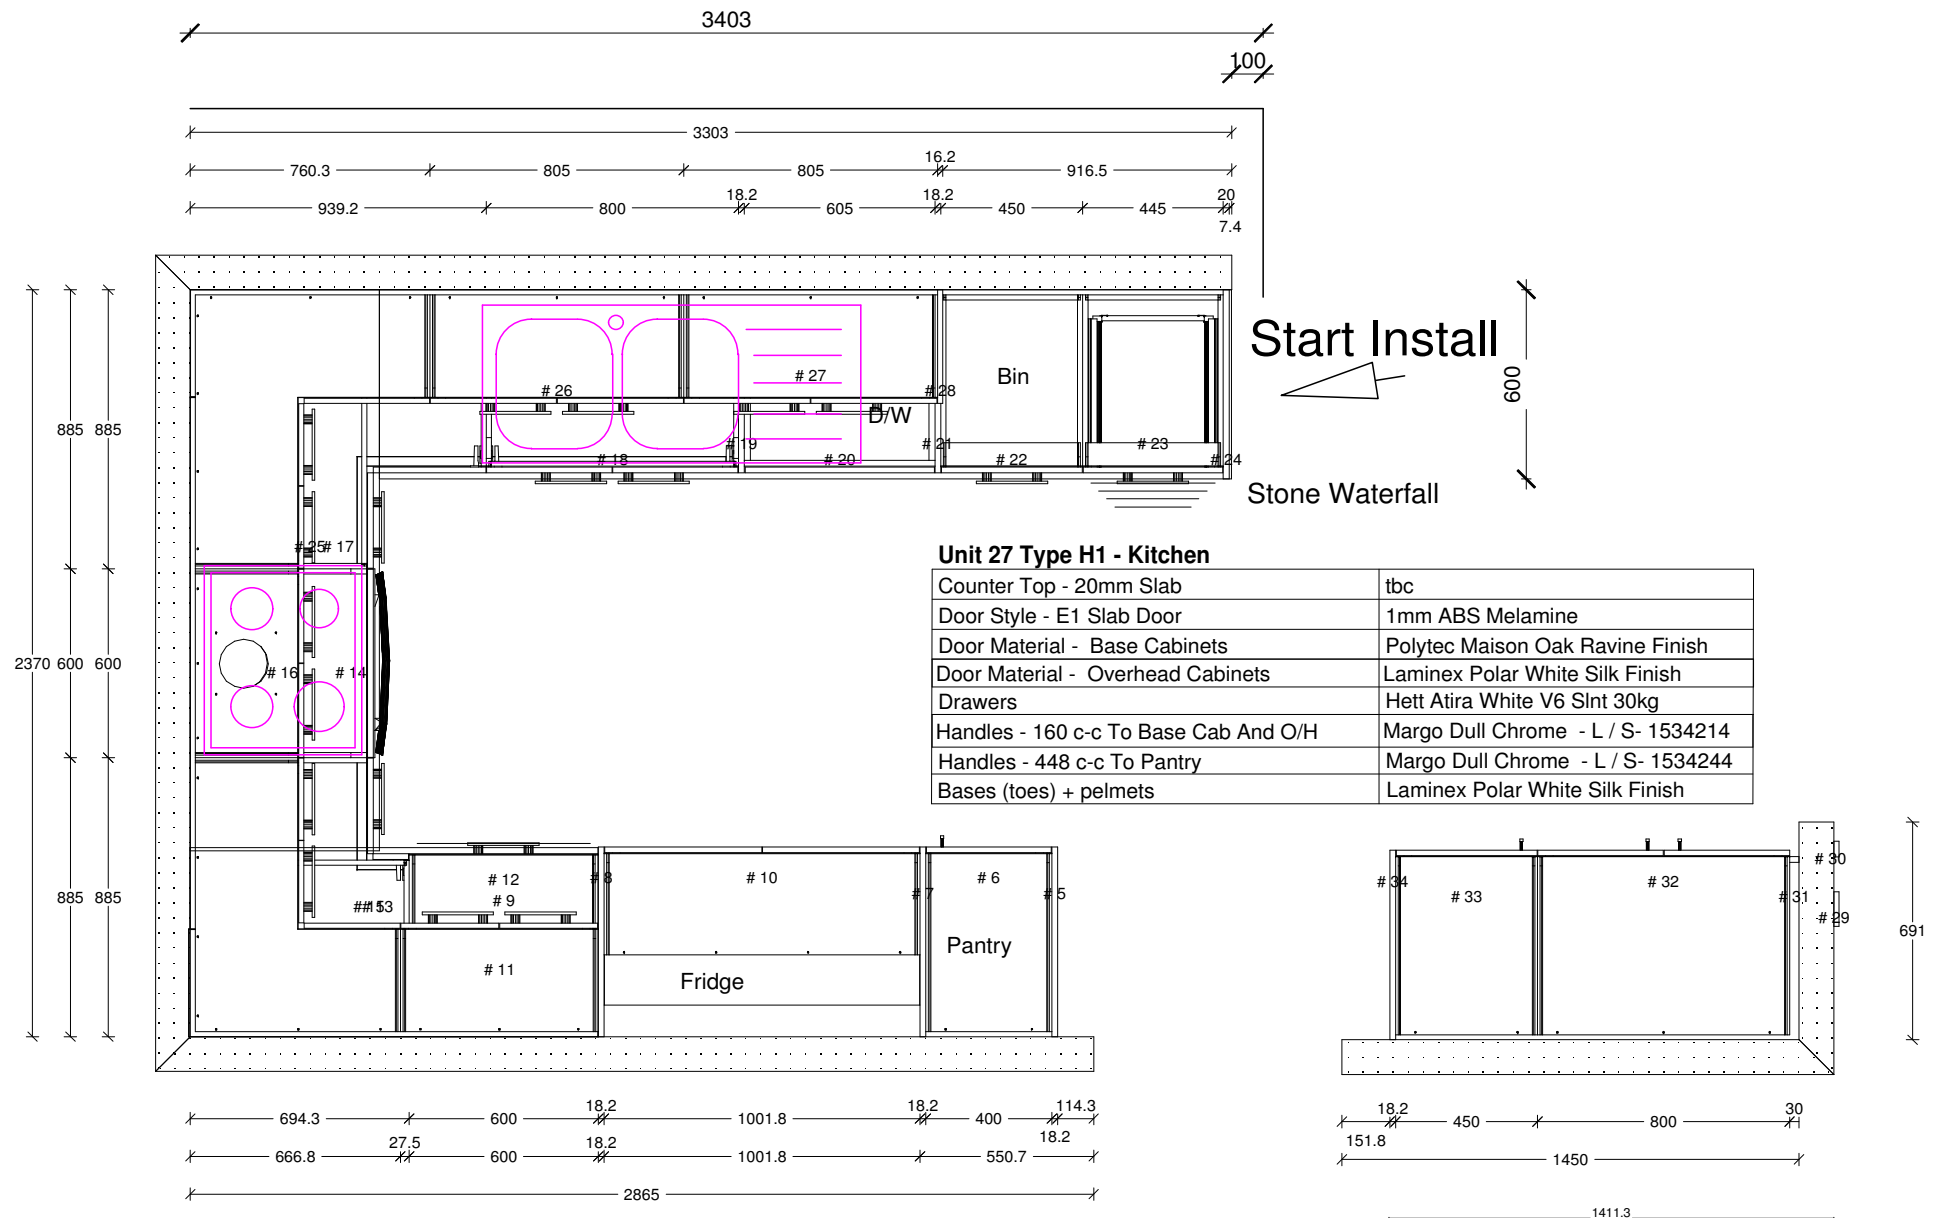 3403
100
3303
16.2
760.3 805 805 916.5
18.2 18.2 20
939.2 800 605 450 445
7.4
Start Install
600
Bin
# 27
# 26 # 28
D/W
# 19 # 21 # 23
# 18 # 20 # 22 # 24
Stone Waterfall
885 885
# 25 # 17
Unit 27 Type H1 - Kitchen
Counter Top - 20mm Slab tbc
Door Style - E1 Slab Door 1mm ABS Melamine
Door Material - Base Cabinets Polytec Maison Oak Ravine Finish
Door Material - Overhead Cabinets Laminex Polar White Silk Finish
Drawers Hett Atira White V6 Slnt 30kg
Handles - 160 c-c To Base Cab And O/H Margo Dull Chrome - L / S- 1534214
Handles - 448 c-c To Pantry Margo Dull Chrome - L / S- 1534244
Bases (toes) + pelmets Laminex Polar White Silk Finish
2370 600 600
# 16 # 14
885 885
# 12 # 8 # 10 # 7 # 6 # 5
# 9
# 15 # 13
Pantry
# 11
Fridge
# 30
# 34 # 33 # 32 # 31
# 29
691
18.2 18.2 114.3
694.3 600 1001.8 400
27.5 18.2 18.2
666.8 600 1001.8 550.7
2865
18.2 450 800 30
151.8
1450
1411.3